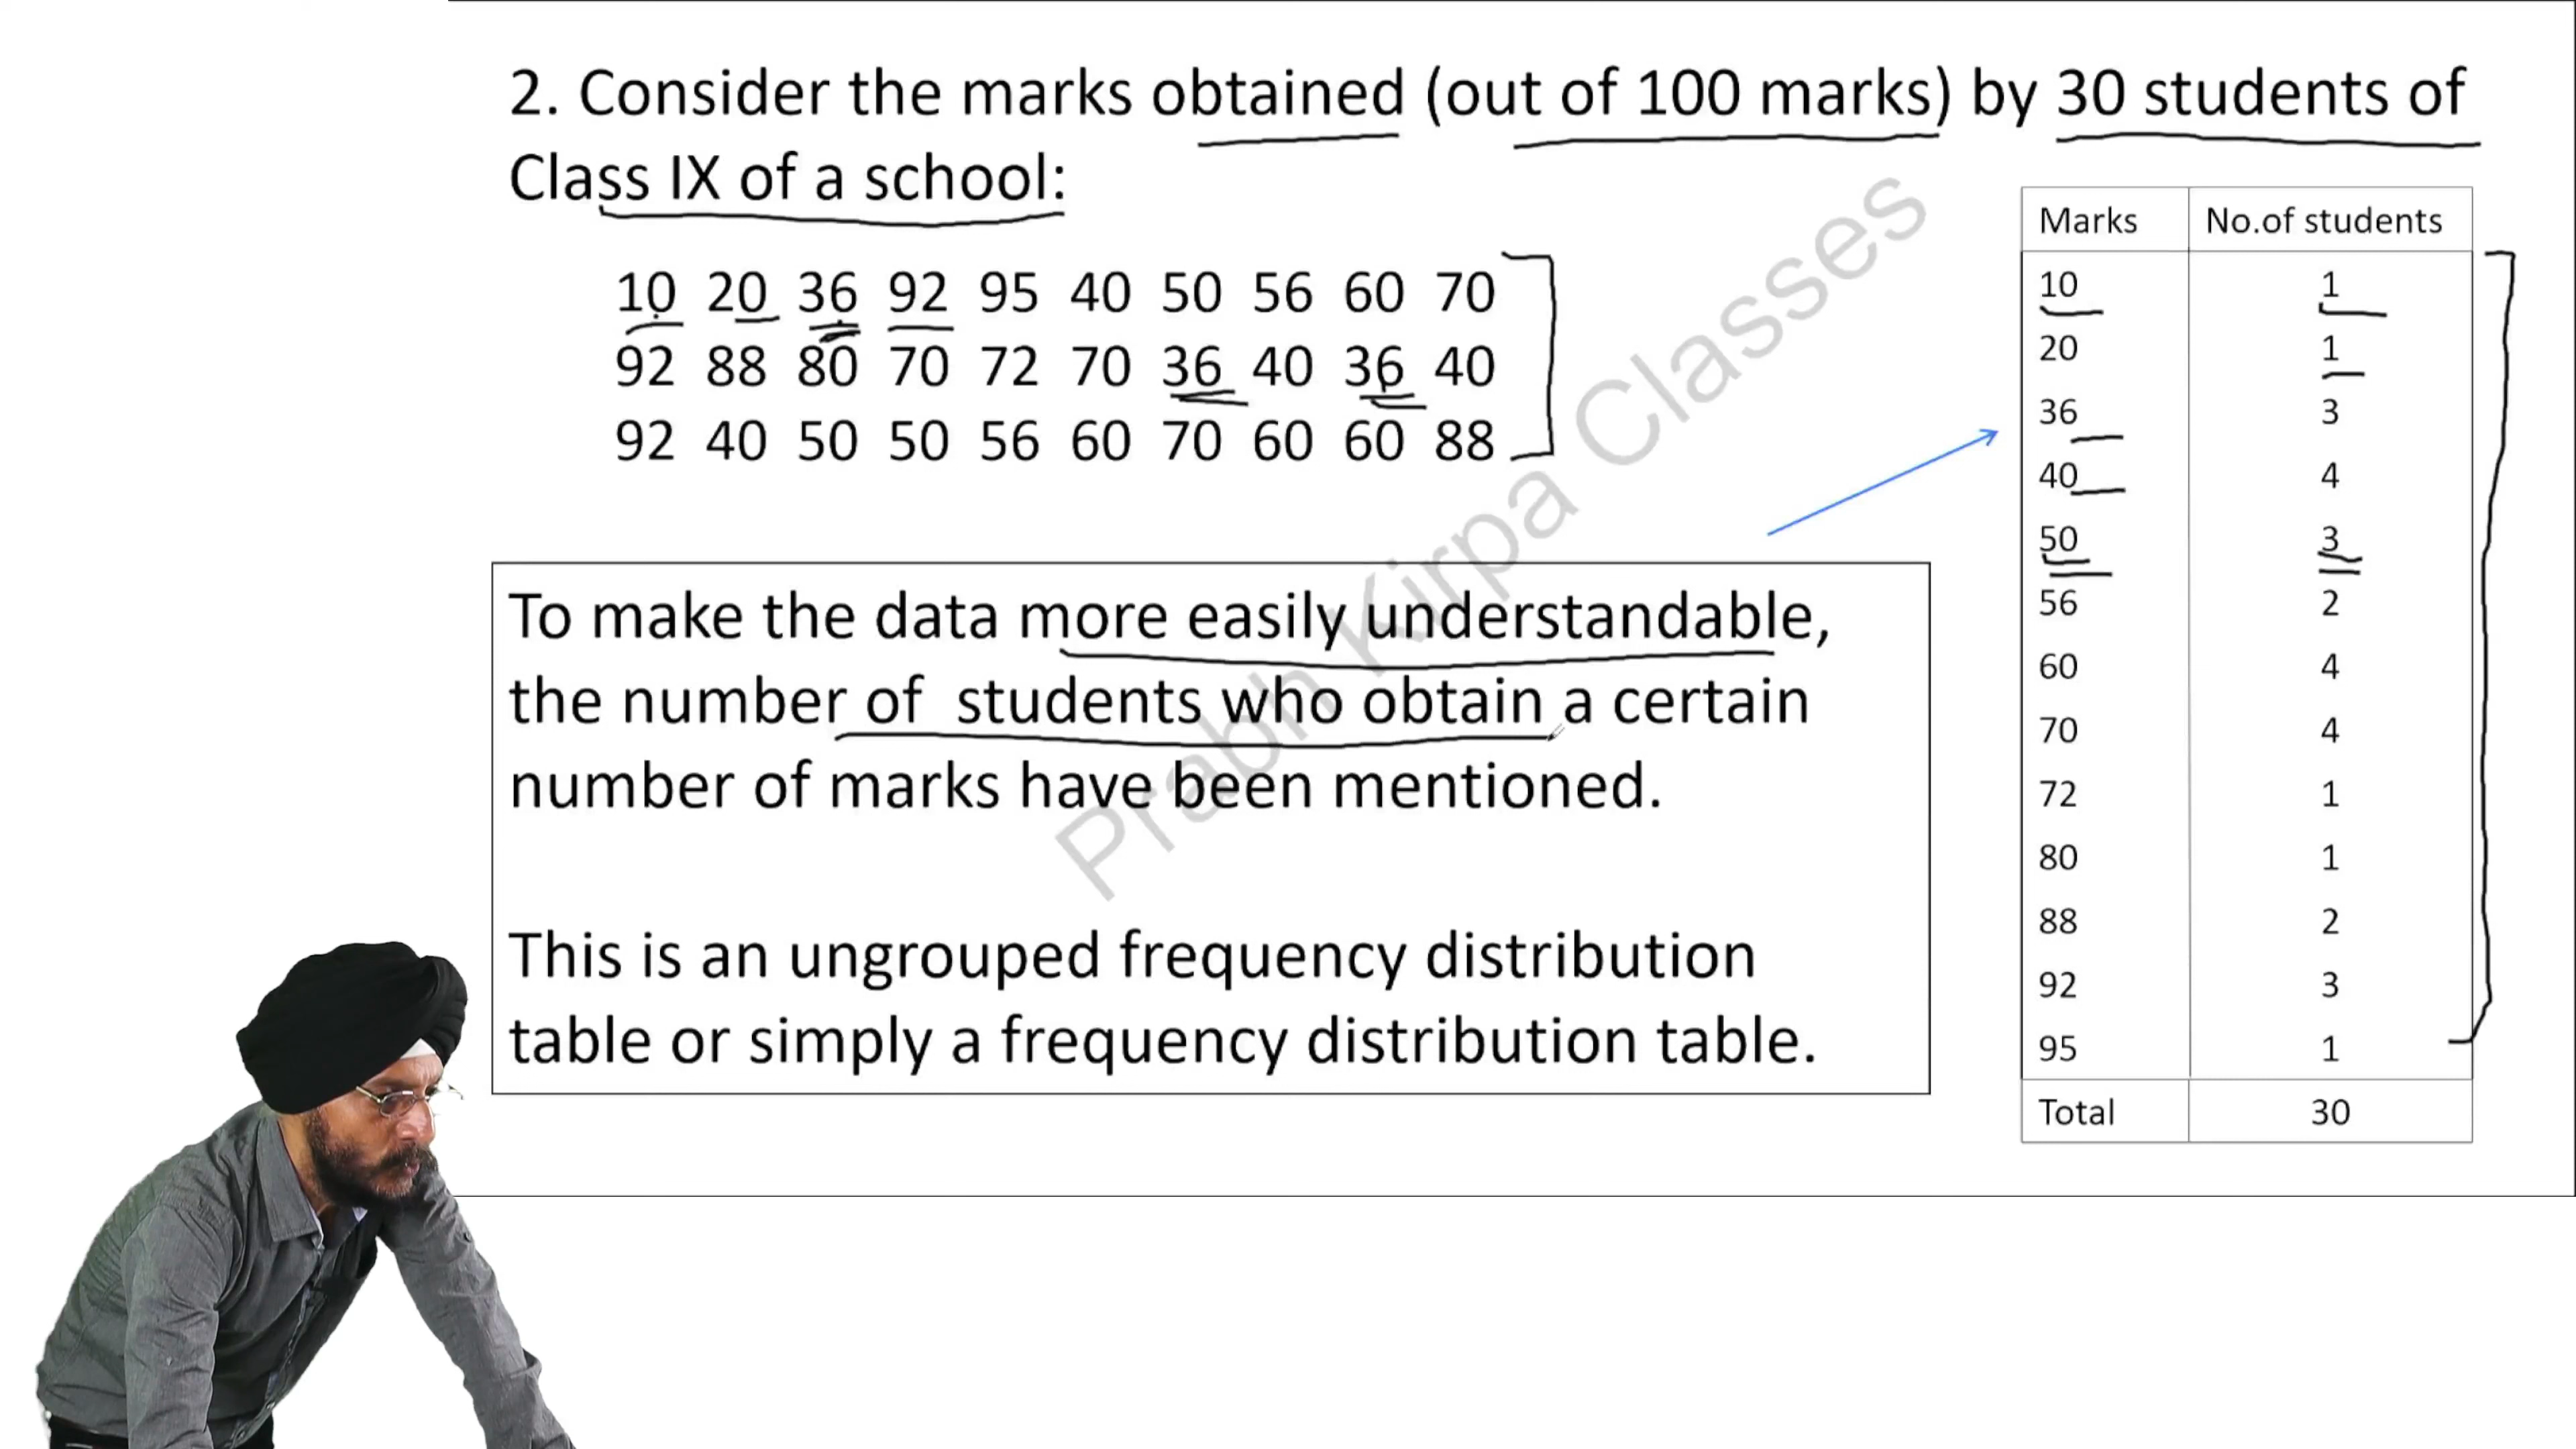 2. Consider the marks obtained (out of 100 marks) by 30 students of
Class IX of a school:
10 20 36 92 95 40 50 56 60 70
92 88 80 70 72 70 36 40 36 40
92 40 50 50 56 60 70 60 60 88
To make the data more easily understandable,
the number of students who obtain a certain
number of marks have been mentioned.
This is an ungrouped frequency distribution
table or simply a frequency distribution table.
Marks No.of students
10 1
20 1
36 3
40 4
50 3
56 2
60 4
70 4
72 1
80 1
88 2
92 3
95 1
Total 30
Prabh Kirpa Classes